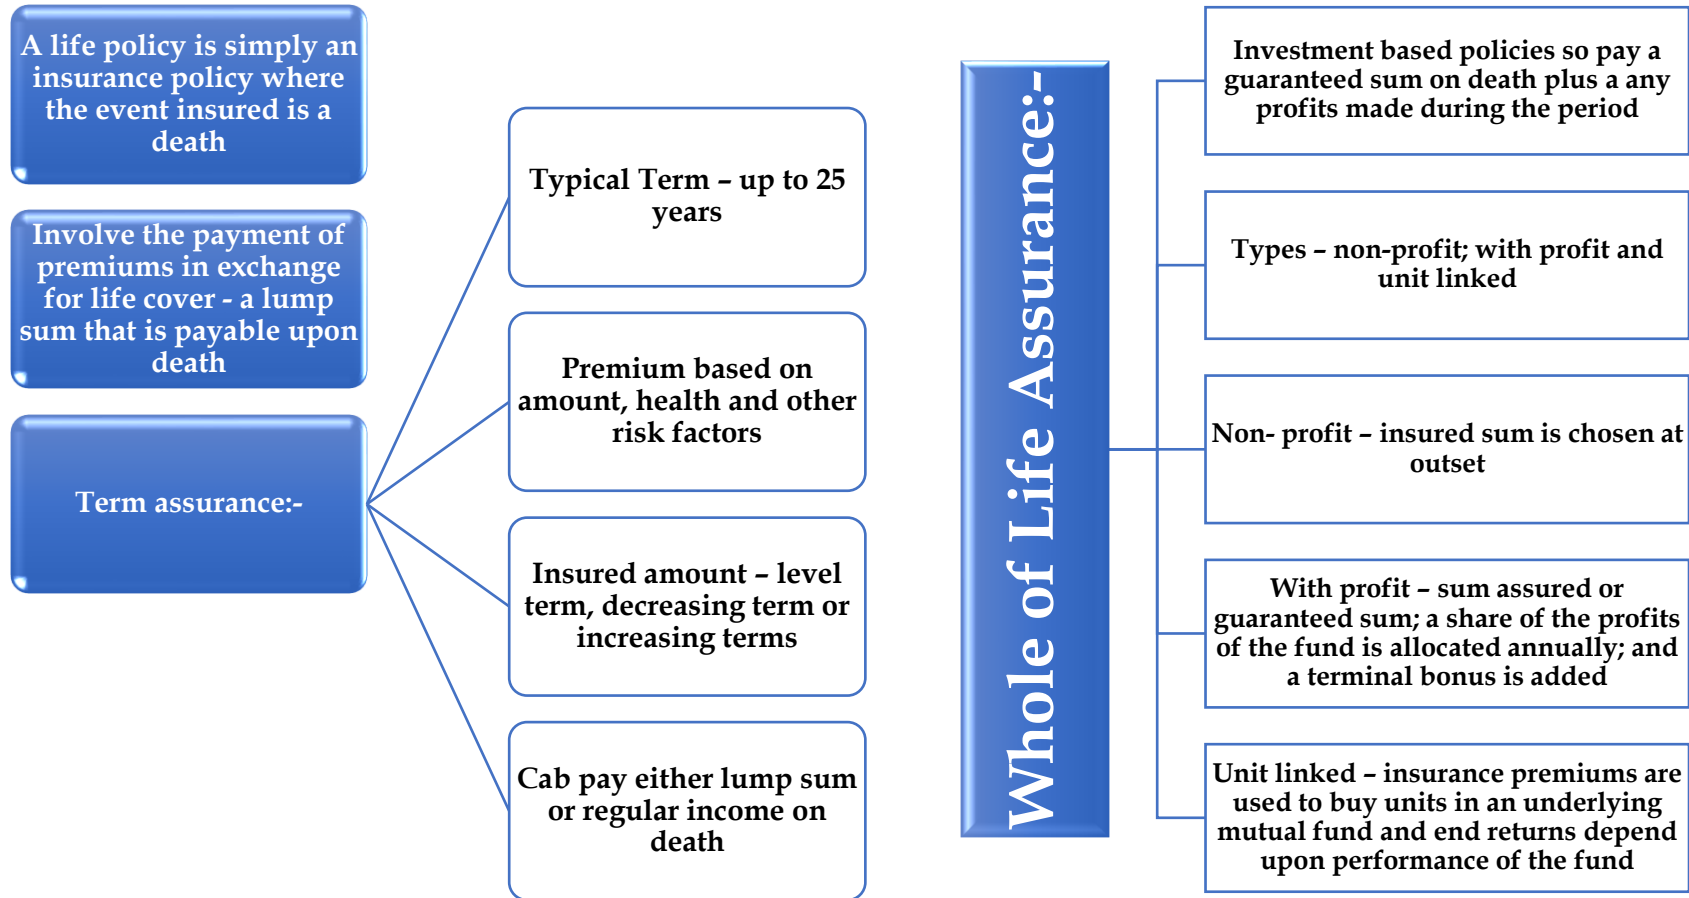 A life policy is simply an
insurance policy where
the event insured is a
death
Involve the payment of
premiums in exchange
for life cover - a lump
sum that is payable upon
death
Term assurance:-
Typical Term – up to 25
years
Premium based on
amount, health and other
risk factors
Insured amount – level
term, decreasing term or
increasing terms
Cab pay either lump sum
or regular income on
death
Whole of Life Assurance:-
Investment based policies so pay a
guaranteed sum on death plus a any
profits made during the period
Types – non-profit; with profit and
unit linked
Non- profit – insured sum is chosen at
outset
With profit – sum assured or
guaranteed sum; a share of the profits
of the fund is allocated annually; and
a terminal bonus is added
Unit linked – insurance premiums are
used to buy units in an underlying
mutual fund and end returns depend
upon performance of the fund